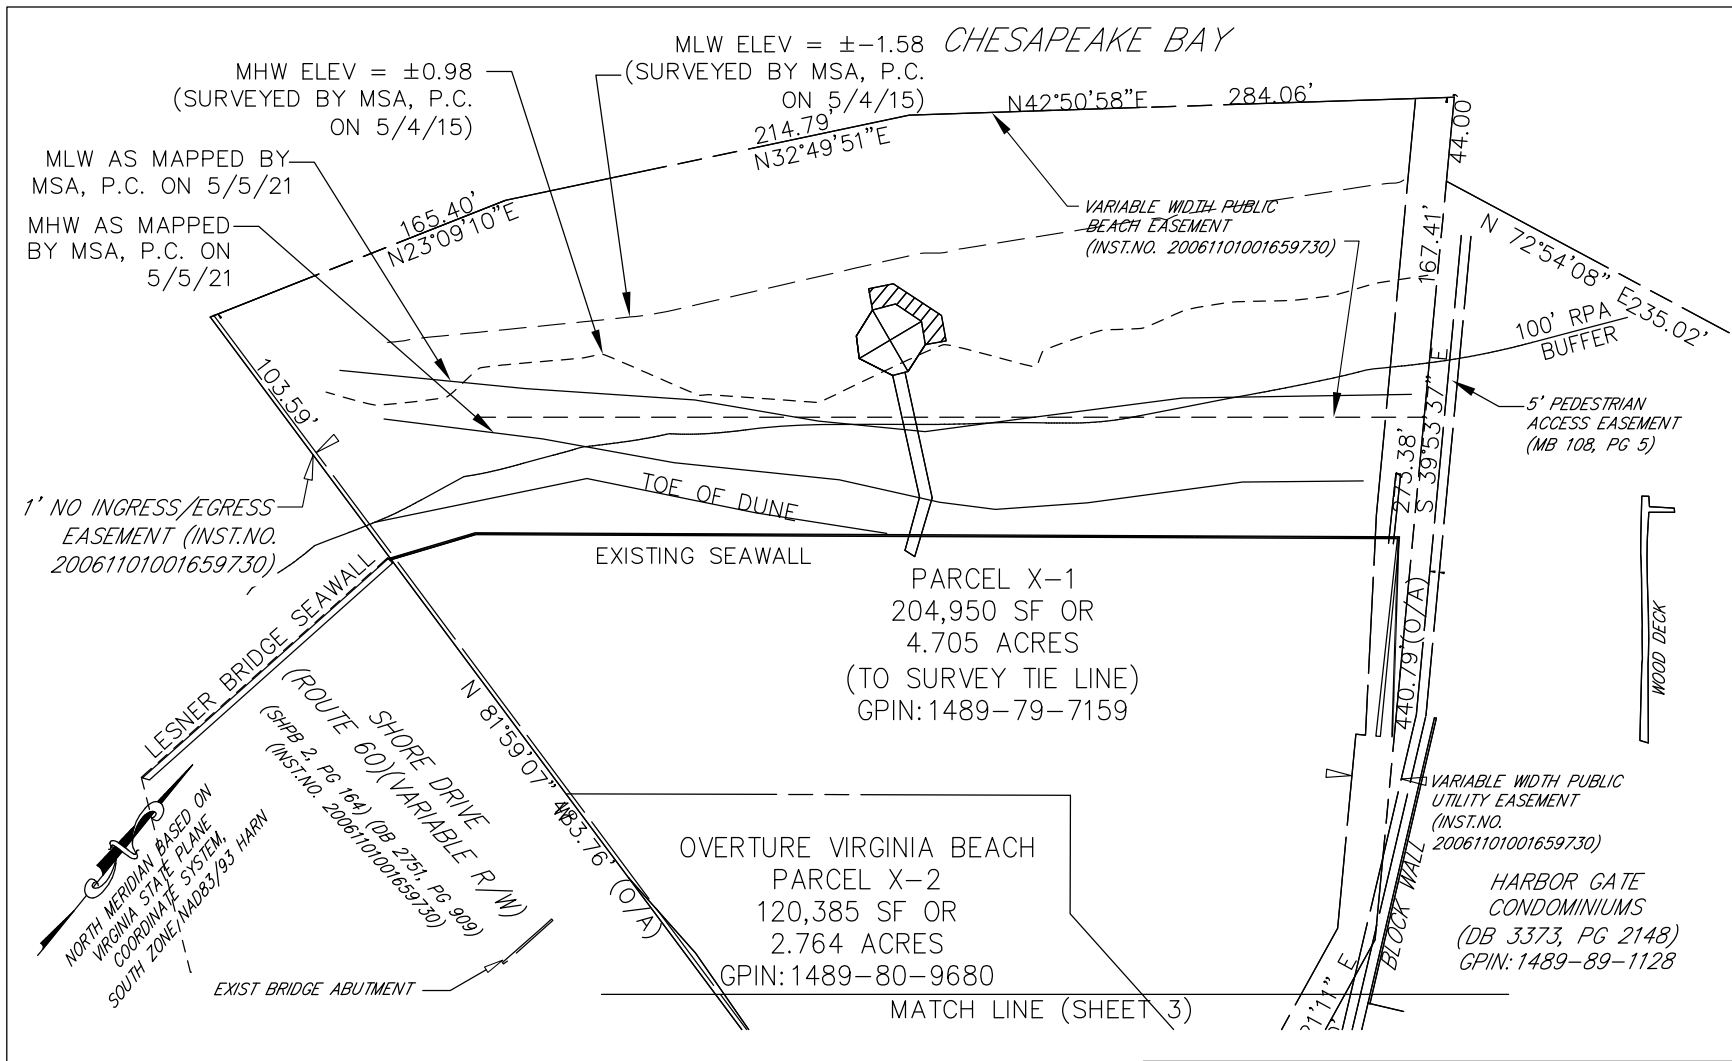 CHESAPEAKE BAY
MLW ELEV = ±-1.58
(SURVEYED BY MSA, P.C.
ON 5/4/15)
MHW ELEV = ±0.98
(SURVEYED BY MSA, P.C.
ON 5/4/15)
MLW AS MAPPED BY
MSA, P.C. ON 5/5/21
MHW AS MAPPED
BY MSA, P.C. ON
5/5/21
165.40'
N23°09'10"E
214.79'
N32°49'51"E
N42°50'58"E
284.06'
44.00'
VARIABLE WIDTH PUBLIC
BEACH EASEMENT
(INST.NO. 20061101001659730)
167.41'
N 72°54'08" E
235.02'
100' RPA
BUFFER
5' PEDESTRIAN
ACCESS EASEMENT
(MB 108, PG 5)
273.38'
S 39°53'37" E
440.79'(O/A)
103.59'
1' NO INGRESS/EGRESS
EASEMENT (INST.NO.
20061101001659730)
TOE OF DUNE
EXISTING SEAWALL
LESNER BRIDGE SEAWALL
PARCEL X-1
204,950 SF OR
4.705 ACRES
(TO SURVEY TIE LINE)
GPIN:1489-79-7159
WOOD DECK
N 81°59'07" W
483.76' (O/A)
SHORE DRIVE
(ROUTE 60)(VARIABLE R/W)
(SHPB 2, PG 164) (DB 2751, PG 909)
(INST.NO. 20061101001659730)
NORTH MERIDIAN BASED ON
VIRGINIA STATE PLANE
COORDINATE SYSTEM,
SOUTH ZONE/NAD83/93 HARN
EXIST BRIDGE ABUTMENT
OVERTURE VIRGINIA BEACH
PARCEL X-2
120,385 SF OR
2.764 ACRES
GPIN:1489-80-9680
MATCH LINE (SHEET 3)
VARIABLE WIDTH PUBLIC
UTILITY EASEMENT
(INST.NO.
20061101001659730)
BLOCK WALL
HARBOR GATE
CONDOMINIUMS
(DB 3373, PG 2148)
GPIN:1489-89-1128